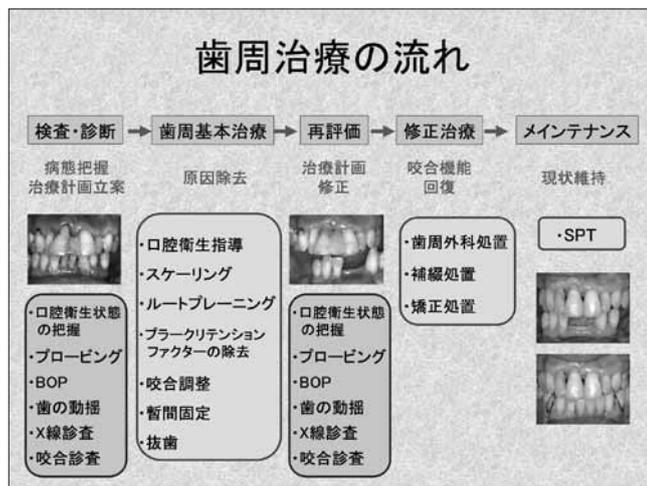 歯周治療の流れ
検査・診断
歯周基本治療
再評価
修正治療
メインテナンス
病態把握
治療計画立案
原因除去
治療計画
修正
咬合機能
回復
現状維持
・口腔衛生状態
の把握
・プロービング
・BOP
・歯の動揺
・X線診査
・咬合診査
・口腔衛生指導
・スケーリング
・ルートプレーニング
・プラークリテンション
ファクターの除去
・咬合調整
・暫間固定
・抜歯
・口腔衛生状態
の把握
・プロービング
・BOP
・歯の動揺
・X線診査
・咬合診査
・歯周外科処置
・補綴処置
・矯正処置
・SPT